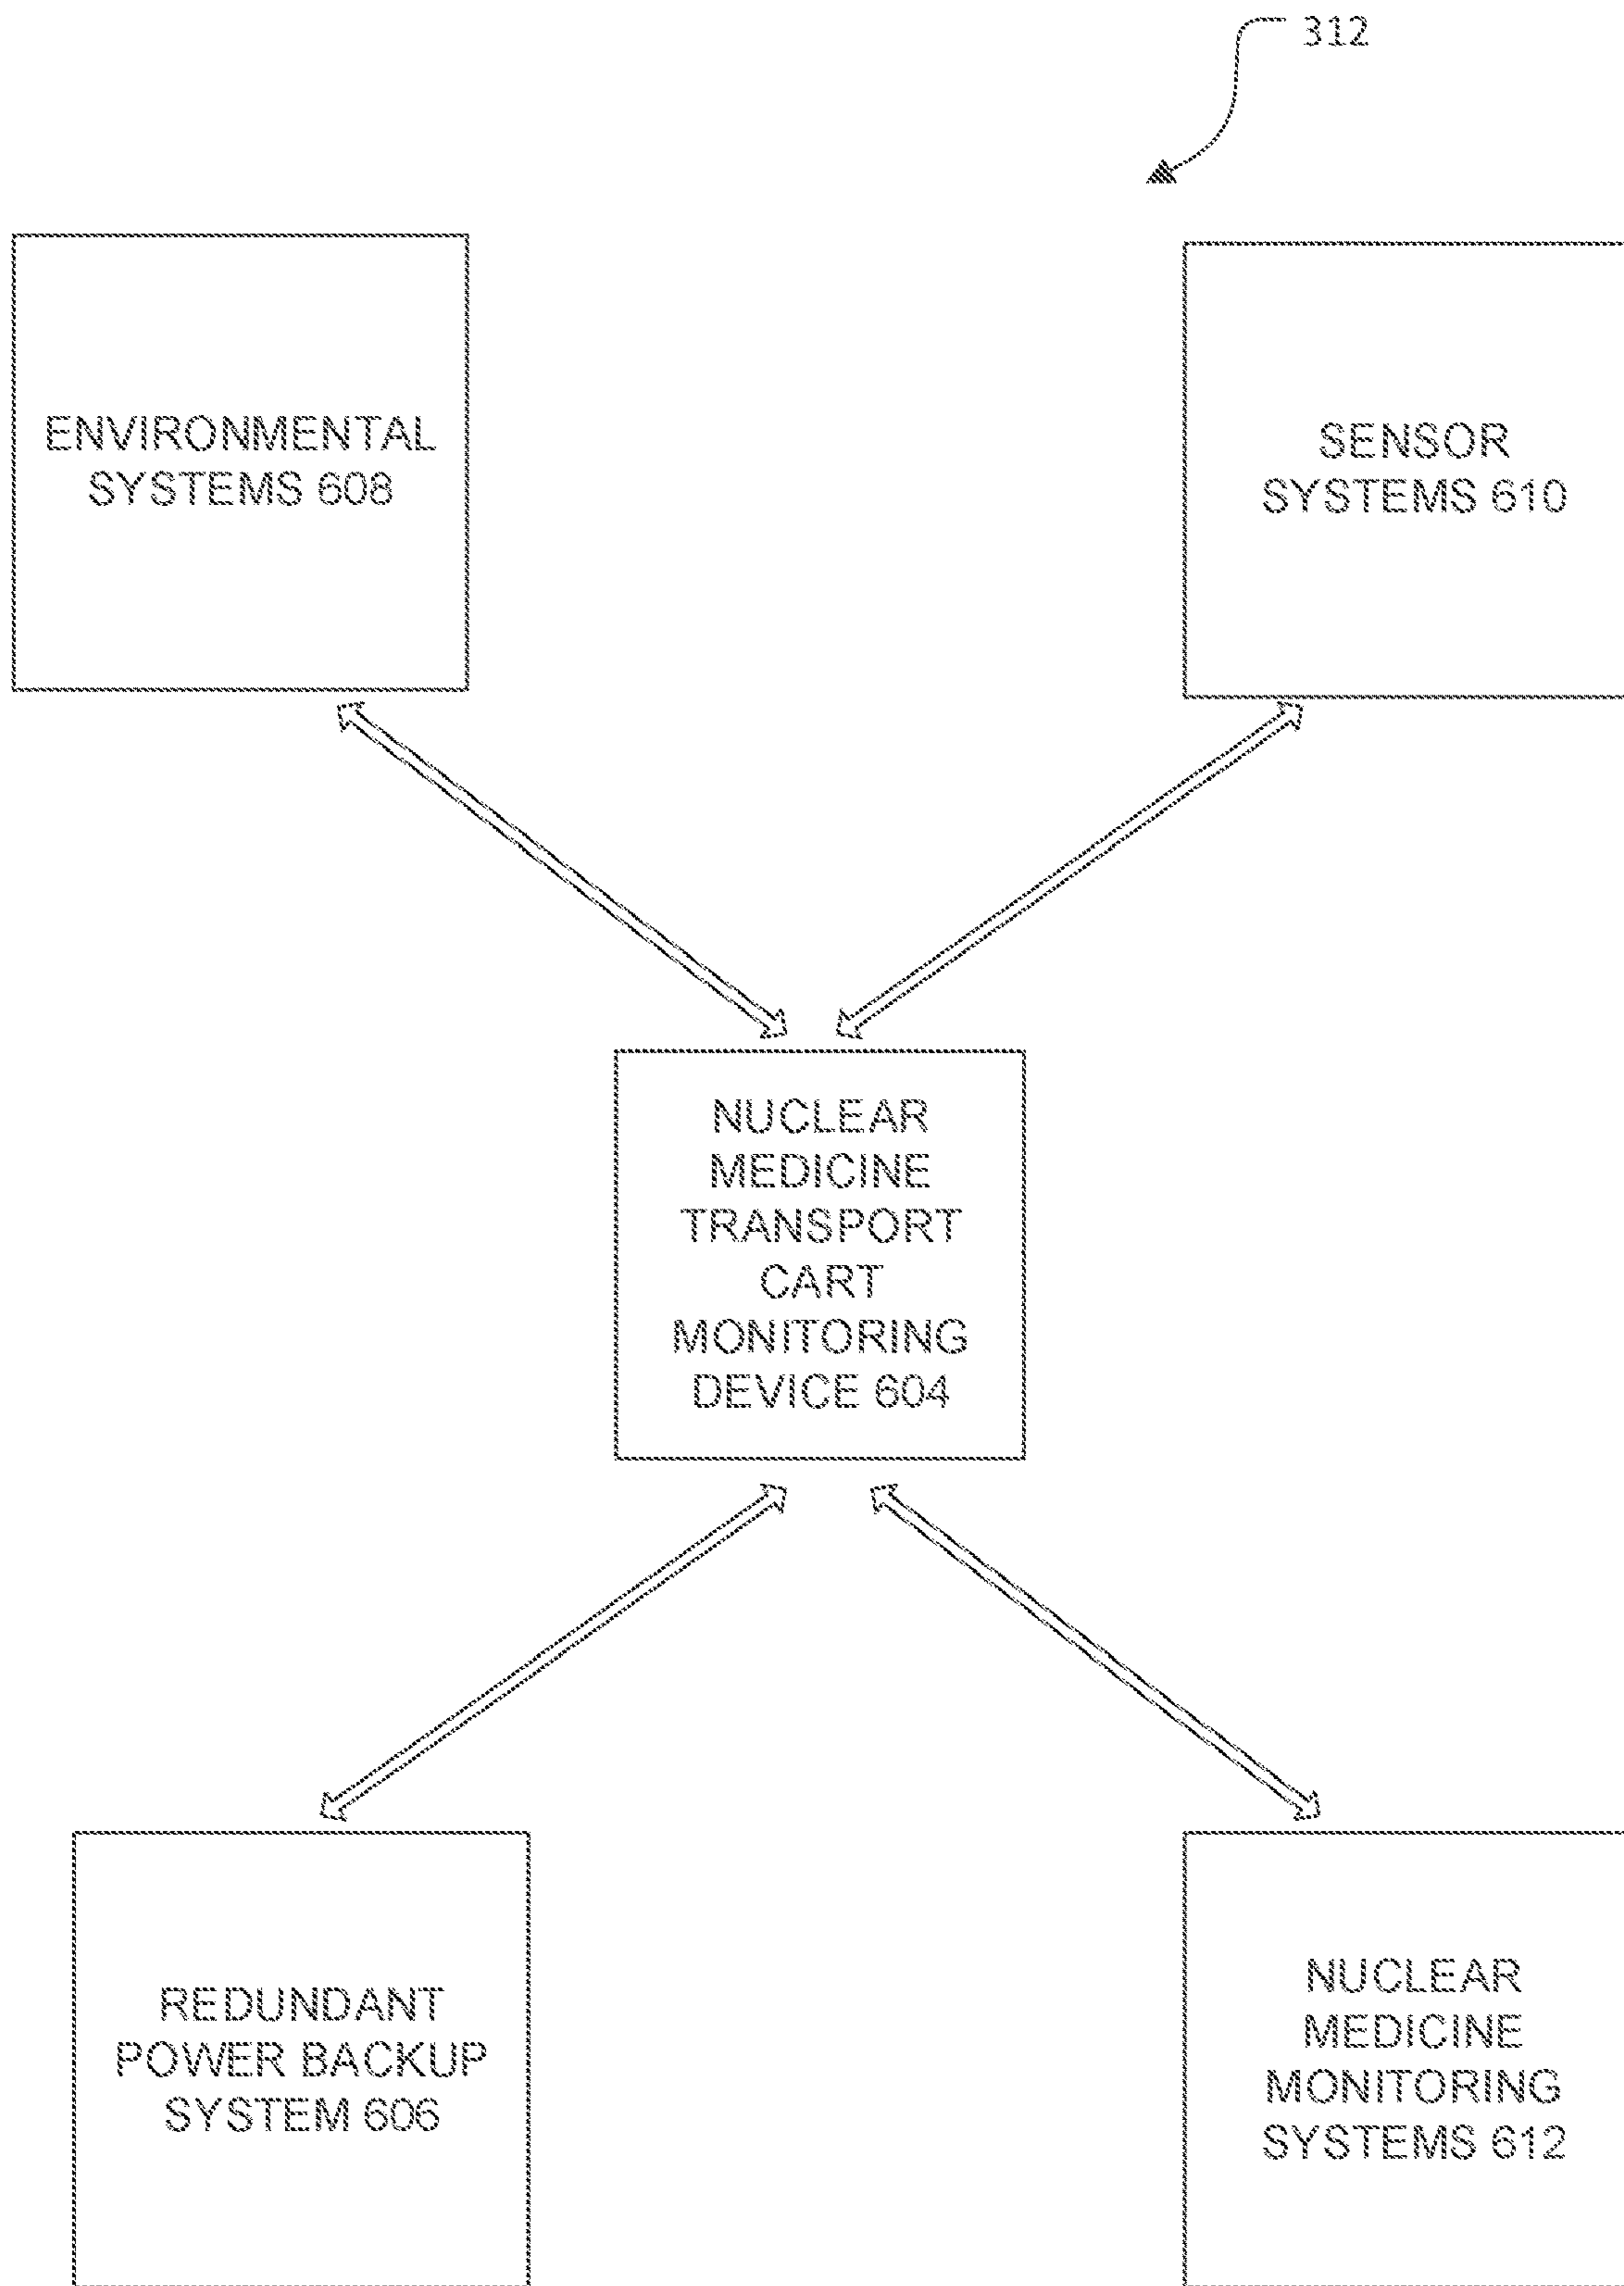 312
ENVIRONMENTAL
SYSTEMS 608
SENSOR
SYSTEMS 610
NUCLEAR
MEDICINE
TRANSPORT
CART
MONITORING
DEVICE 604
REDUNDANT
POWER BACKUP
SYSTEM 606
NUCLEAR
MEDICINE
MONITORING
SYSTEMS 612